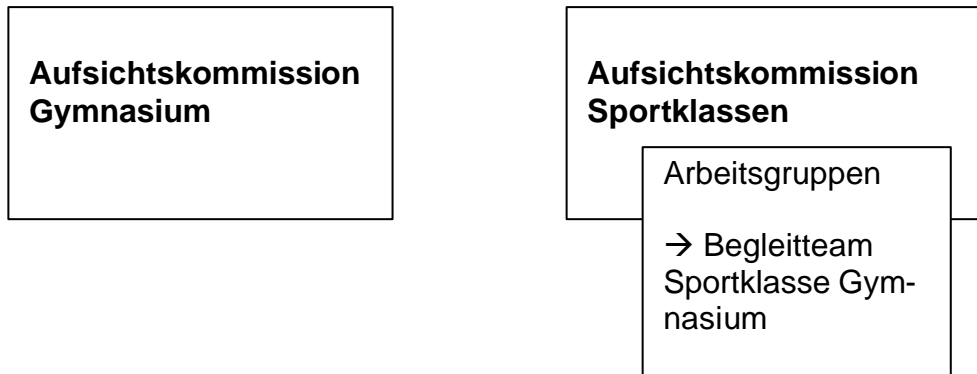 Aufsichtskommission
Gymnasium
Aufsichtskommission
Sportklassen
Arbeitsgruppen
→ Begleitteam
Sportklasse Gym-
nasium